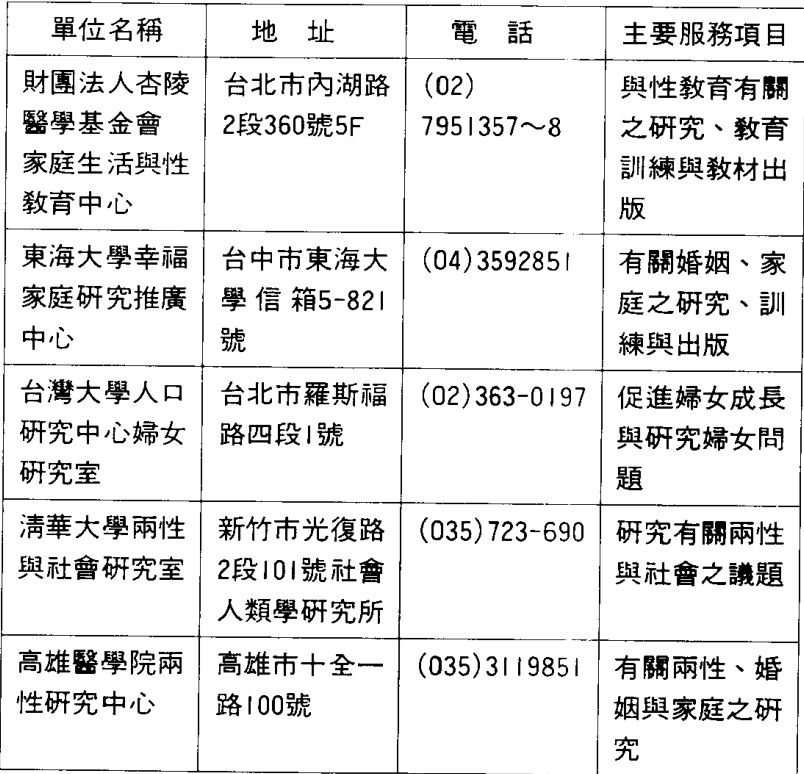 單位名稱 地 址 電 話 主要服務項目
財團法人杏陵 台北市內湖路 (02) 與性教育有關
醫學基金會 2段360號5F 7951357～8 之研究、教育
家庭生活與性 訓練與教材出
教育中心 版
東海大學幸福 台中市東海大 (04)3592851 有關婚姻、家
家庭研究推廣 學信箱5-821 庭之研究、訓
中心 號 練與出版
台灣大學人口 台北市羅斯福 (02)363-0197 促進婦女成長
研究中心婦女 路四段1號 與研究婦女問
研究室 題
清華大學兩性 新竹市光復路 (035)723-690 研究有關兩性
與社會研究室 2段101號社會 與社會之議題
人類學研究所
高雄醫學院兩 高雄市十全一 (035)3119851 有關兩性、婚
性研究中心 路100號 姻與家庭之研
究